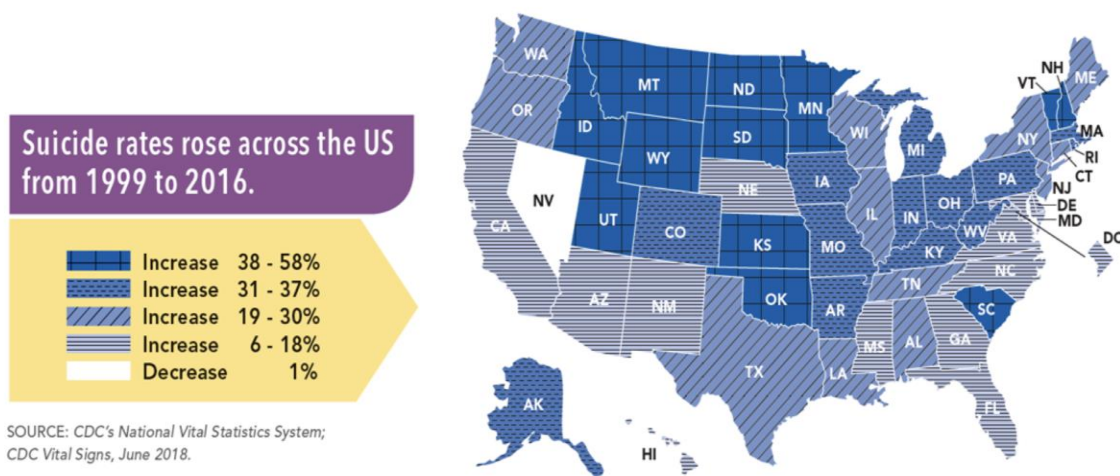 Suicide rates rose across the US
from 1999 to 2016.
Increase 38 - 58%
Increase 31 - 37%
Increase 19 - 30%
Increase 6 - 18%
Decrease 1%
SOURCE: CDC's National Vital Statistics System;
CDC Vital Signs, June 2018.
WA
MT
ND
MN
OR
ID
SD
WY
WI
MI
NY
VT
NH
ME
MA
RI
CT
NV
NE
IA
PA
NJ
DE
MD
DC
CA
UT
CO
KS
MO
IL
IN
OH
WV
VA
KY
NC
AZ
NM
OK
AR
TN
SC
MS
AL
GA
TX
LA
FL
AK
HI